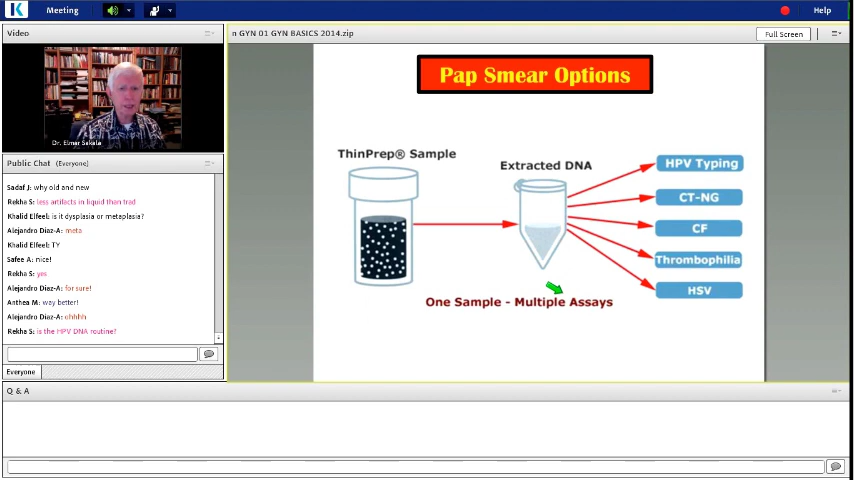 K Meeting Help
Video
n GYN 01 GYN BASICS 2014.zip
Full Screen
Dr. Elmar Sakala
Public Chat (Everyone)
Sadaf J: why old and new
Rekha S: less artifacts in liquid than trad
Khalid Elfeel: is it dysplasia or metaplasia?
Alejandro Diaz-A: meta
Khalid Elfeel: TY
Safee A: nice!
Rekha S: yes
Alejandro Diaz-A: for sure!
Anthea M: way better!
Alejandro Diaz-A: ohhhh
Rekha S: is the HPV DNA routine?
Everyone
Pap Smear Options
ThinPrep® Sample
Extracted DNA
HPV Typing
CT-NG
CF
Thrombophilia
HSV
One Sample - Multiple Assays
Q & A